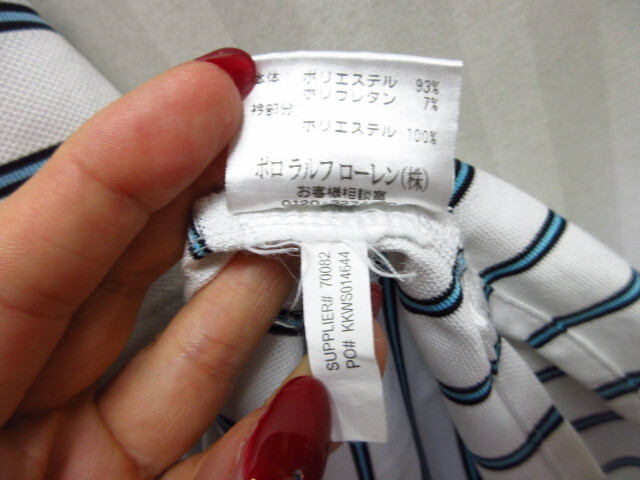 本体 ポリエステル 93%
ポリウレタン 7%
衿部分
ポリエステル 100%
ポロ ラルフ ローレン(株)
お客様相談室
0120
SUPPLIER# 70082
PO# KKWS014644